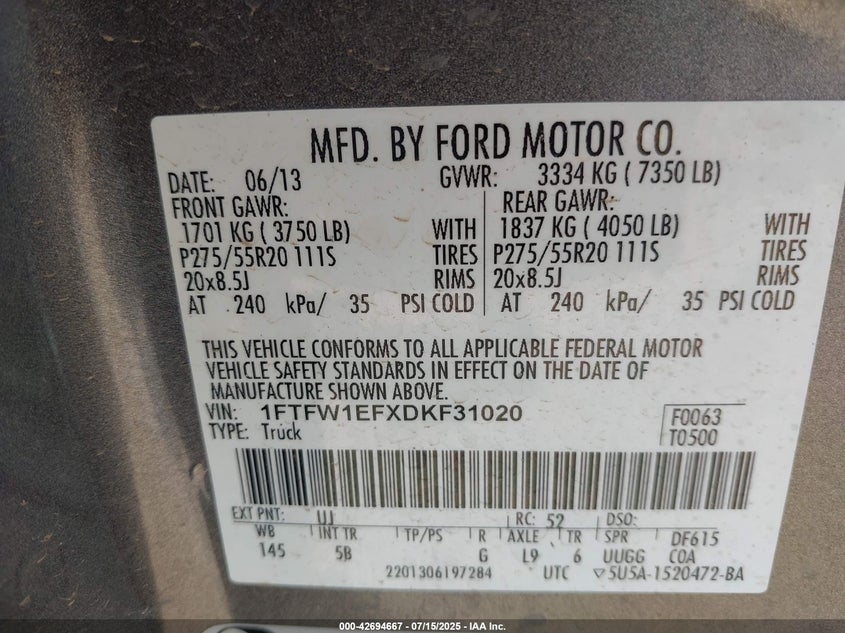 MFD. BY FORD MOTOR CO.
DATE: 06/13 GVWR: 3334 KG ( 7350 LB)
FRONT GAWR: REAR GAWR:
1701 KG ( 3750 LB) WITH 1837 KG ( 4050 LB) WITH
P275/55R20 111S TIRES P275/55R20 111S TIRES
20x8.5J RIMS 20x8.5J RIMS
AT 240 kPa/ 35 PSI COLD AT 240 kPa/ 35 PSI COLD
THIS VEHICLE CONFORMS TO ALL APPLICABLE FEDERAL MOTOR
VEHICLE SAFETY STANDARDS IN EFFECT ON THE DATE OF
MANUFACTURE SHOWN ABOVE.
VIN: 1FTFW1EFXDKF31020 F0063
TYPE: Truck T0500
EXT PNT: UJ RC: 52 DSO:
WB INT TR TP/PS R AXLE TR SPR DF615
145 5B G L9 6 UUGG COA
2201306197284 UTC ▽5U5A-1520472-BA
000-42694667 - 07/15/2025 - IAA Inc.